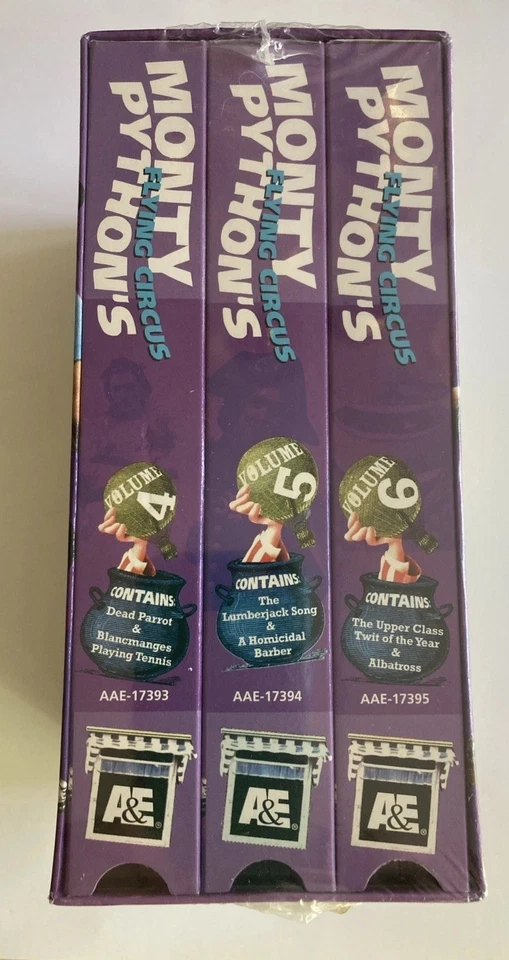 MONTY
PYTHON'S
FLYING CIRCUS
VOLUME
4
CONTAINS:
Dead Parrot
&
Blancmanges
Playing Tennis
AAE-17393
A&E®
MONTY
PYTHON'S
FLYING CIRCUS
VOLUME
5
CONTAINS:
The
Lumberjack Song
&
A Homicidal
Barber
AAE-17394
A&E®
MONTY
PYTHON'S
FLYING CIRCUS
VOLUME
6
CONTAINS:
The Upper Class
Twit of the Year
&
Albatross
AAE-17395
A&E®